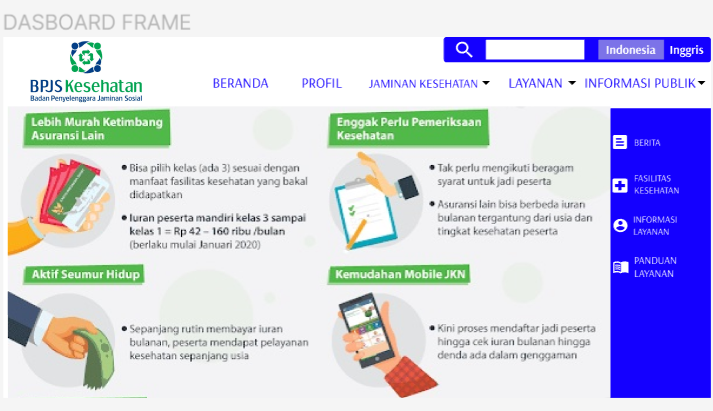 DASBOARD FRAME
Indonesia Inggris
BPJS Kesehatan
Badan Penyelenggara Jaminan Sosial
BERANDA PROFIL JAMINAN KESEHATAN LAYANAN INFORMASI PUBLIK
Lebih Murah Ketimbang
Asuransi Lain
• Bisa pilih kelas (ada 3) sesuai dengan
manfaat fasilitas kesehatan yang bakal
didapatkan
• Iuran peserta mandiri kelas 3 sampai
kelas 1 = Rp 42 – 160 ribu /bulan
(berlaku mulai Januari 2020)
Enggak Perlu Pemeriksaan
Kesehatan
• Tak perlu mengikuti beragam
syarat untuk jadi peserta
• Asuransi lain bisa berbeda iuran
bulanan tergantung dari usia dan
tingkat kesehatan peserta
Aktif Seumur Hidup
• Sepanjang rutin membayar iuran
bulanan, peserta mendapat pelayanan
kesehatan sepanjang usia
Kemudahan Mobile JKN
• Kini proses mendaftar jadi peserta
hingga cek iuran bulanan hingga
denda ada dalam genggaman
BERITA
FASILITAS
KESEHATAN
INFORMASI
LAYANAN
PANDUAN
LAYANAN